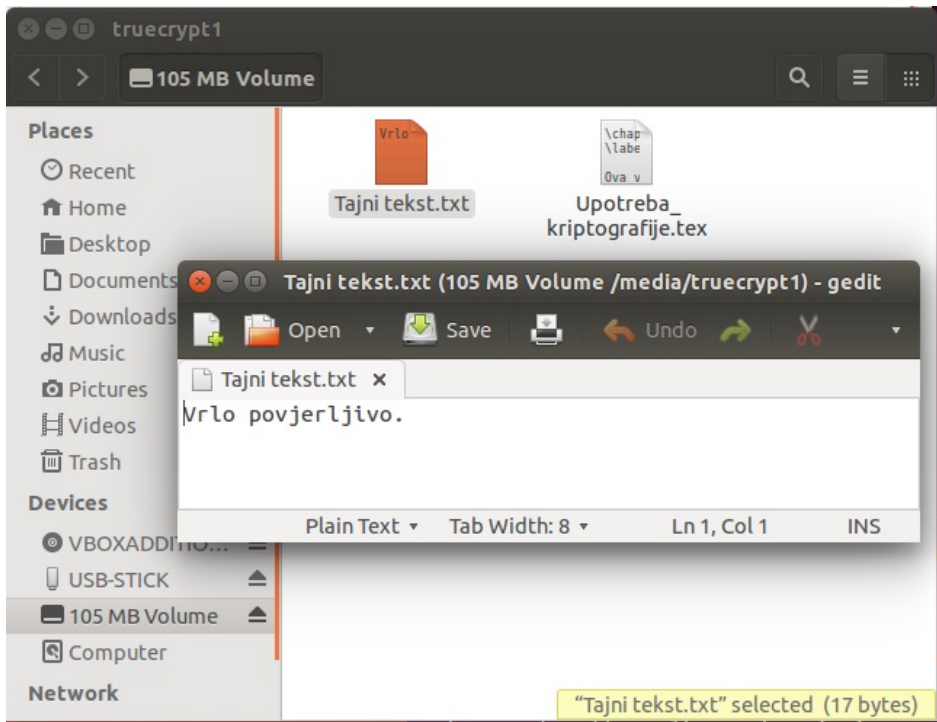 truecrypt1
105 MB Volume
Places
Recent
Home
Desktop
Documents
Downloads
Music
Pictures
Videos
Trash
Devices
VBOXADDITIO...
USB-STICK
105 MB Volume
Computer
Network
Vrlo
Tajni tekst.txt
\chap
\labe
Ova v
Upotreba_
kriptografije.tex
Tajni tekst.txt (105 MB Volume /media/truecrypt1) - gedit
Open Save Undo
Tajni tekst.txt
Vrlo povjerljivo.
Plain Text Tab Width: 8 Ln 1, Col 1 INS
“Tajni tekst.txt” selected (17 bytes)